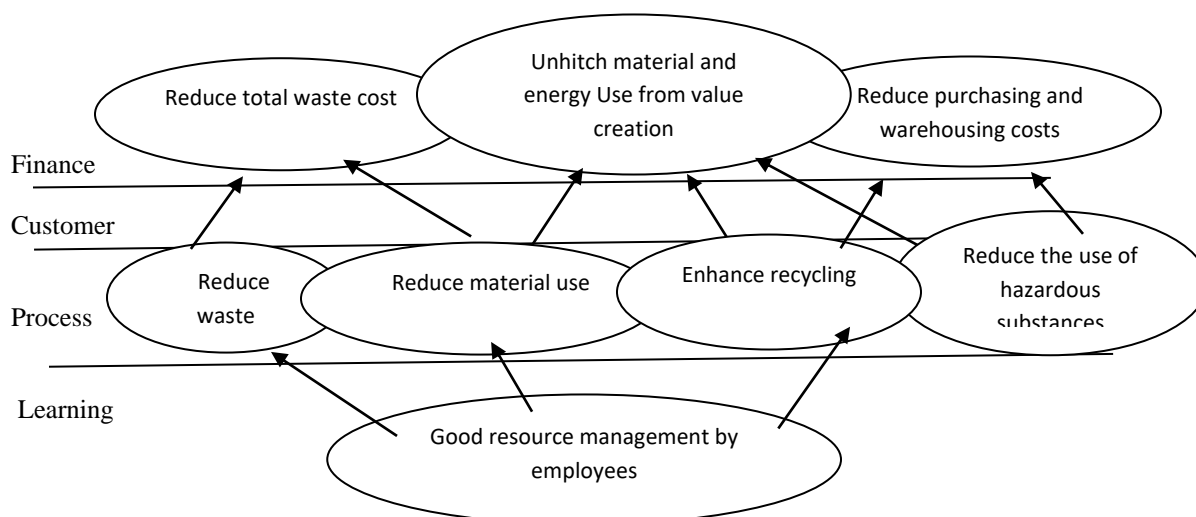 Reduce total waste cost
Unhitch material and
energy Use from value
creation
Reduce purchasing and
warehousing costs
Finance
Customer
Reduce
waste
Reduce material use
Enhance recycling
Reduce the use of
hazardous
substances
Process
Learning
Good resource management by
employees